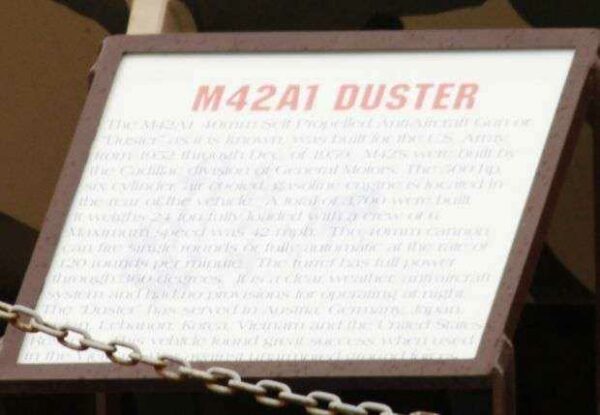 M42A1 DUSTER
The M42A1 40mm Self Propelled Anti-Aircraft Gun or
"Duster" as it is known, was built for the U.S. Army
from 1952 through Dec. of 1959. M42S were built by
the Cadillac division of General Motors. The 500 hp,
six cylinder, air cooled, gasoline engine is located in
the rear of the vehicle. A total of 3,700 were built.
It weighs 24 ton fully loaded with a crew of 6.
Maximum speed was 42 mph. The 40mm cannon
can fire single rounds or fully automatic at the rate of
120 rounds per minute. The turret has full power
through 360 degrees. It is a clear weather antiaircraft
system and had no provisions for operating at night.
The "Duster" has served in Austria, Germany, Japan,
Lebanon, Korea, Vietnam and the United States.
vehicle found great success when used
in the against unarmored ground forces